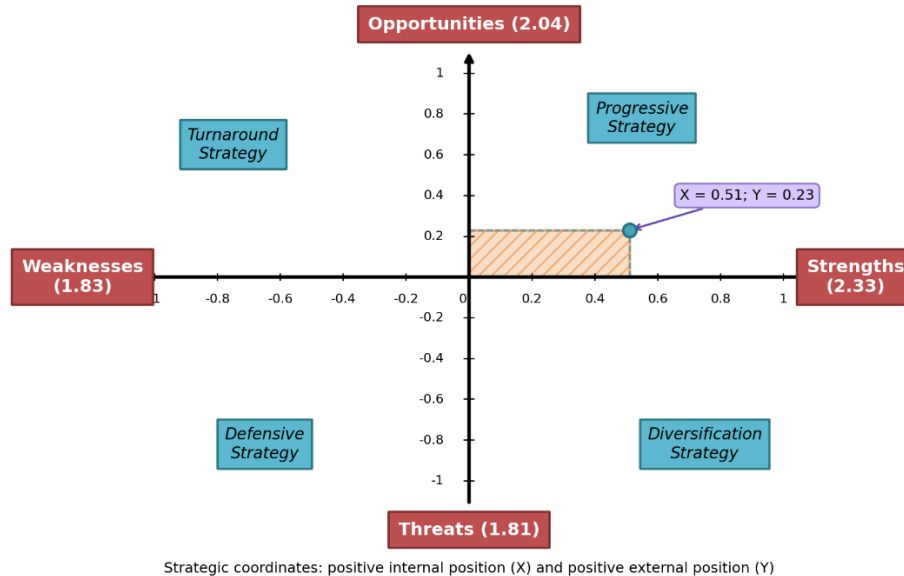 Opportunities (2.04)
1
0.8
Progressive
Strategy
Turnaround
Strategy
0.6
0.4
X = 0.51; Y = 0.23
0.2
Weaknesses
(1.83)
Strengths
(2.33)
1 -0.8 -0.6 -0.4 -0.2 0 0.2 0.4 0.6 0.8 1
-0.2
-0.4
-0.6
Defensive
Strategy
-0.8
Diversification
Strategy
-1
Threats (1.81)
Strategic coordinates: positive internal position (X) and positive external position (Y)